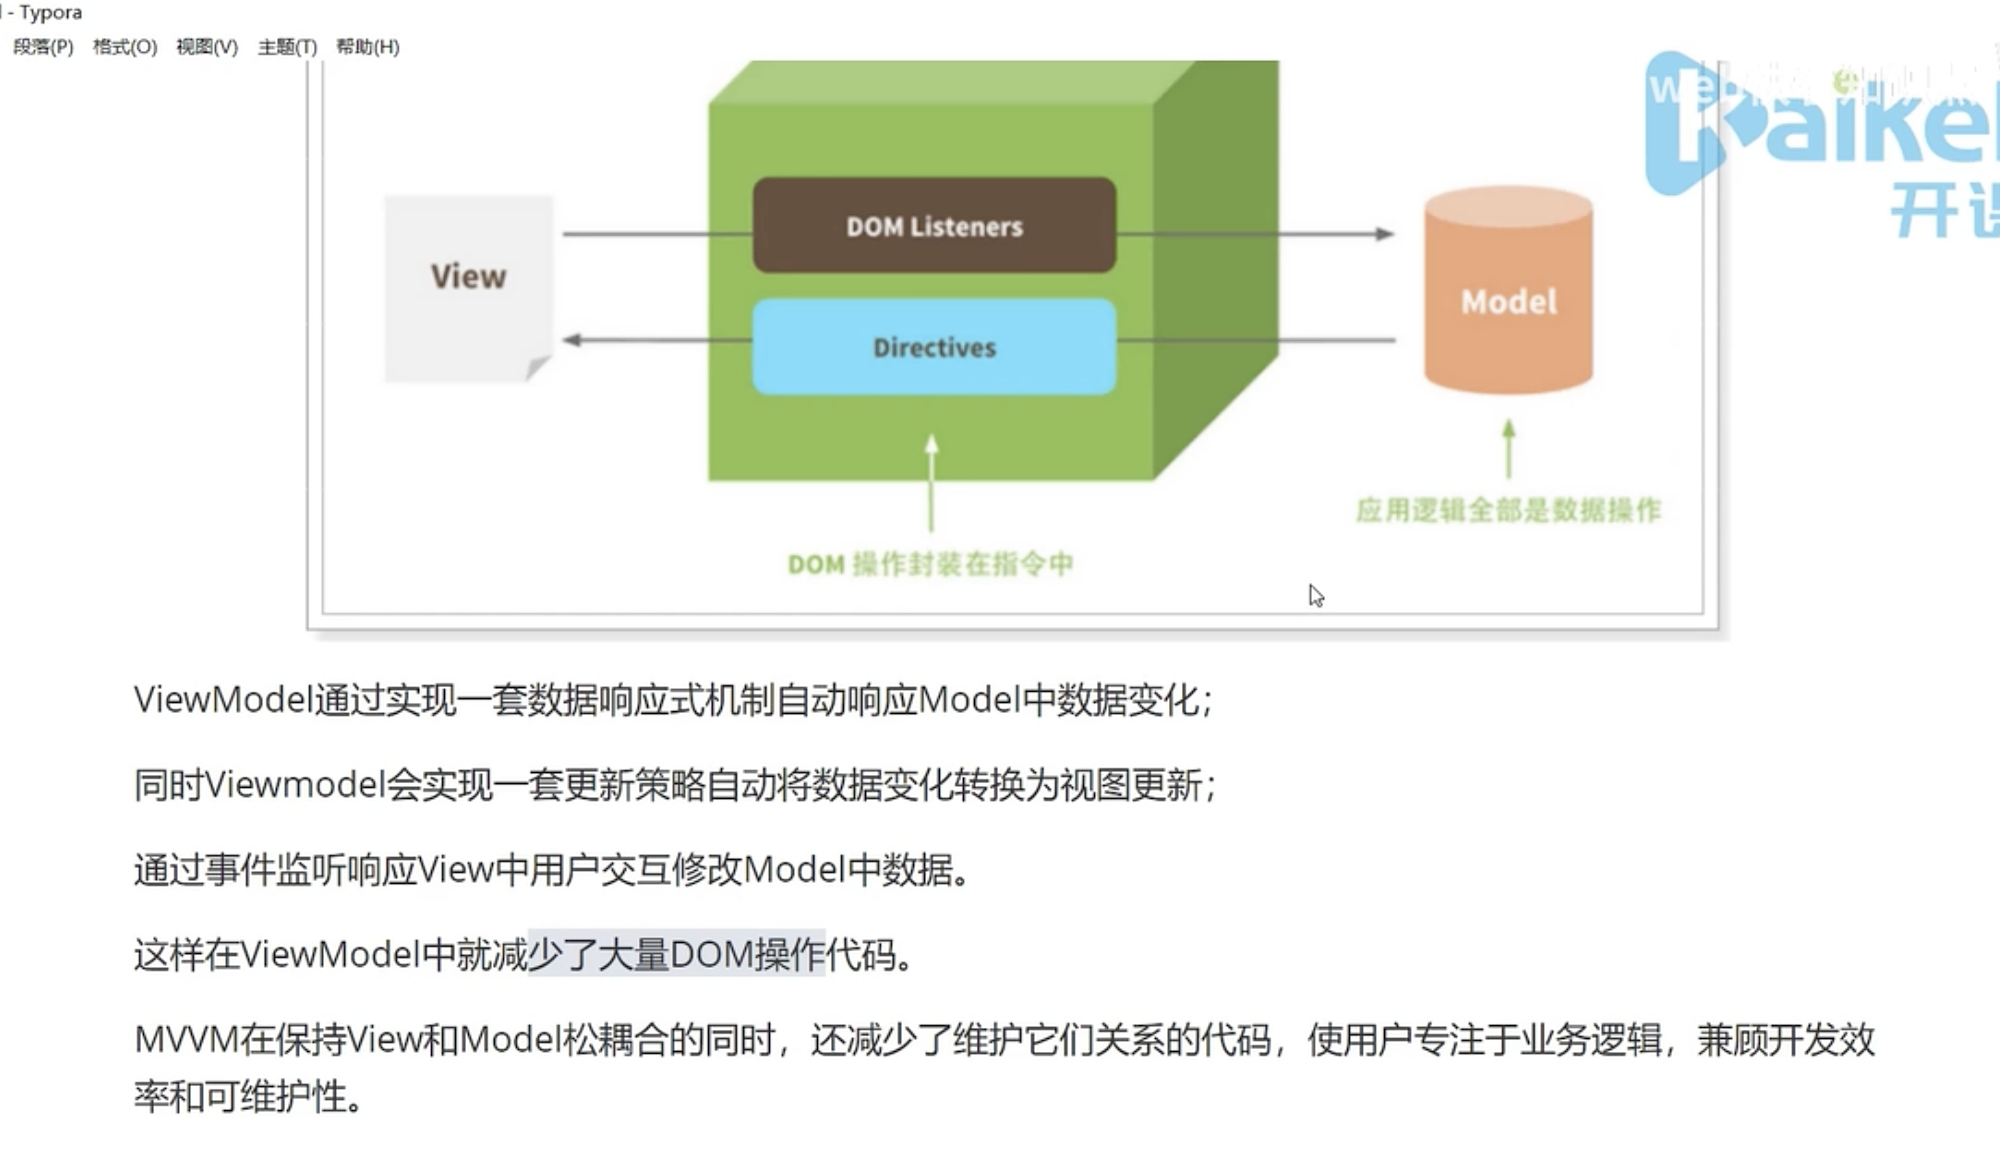 - Typora
段落(P) 格式(O) 视图(V) 主题(T) 帮助(H)
DOM Listeners
View
Directives
Model
应用逻辑全部是数据操作
DOM 操作封装在指令中
ViewModel通过实现一套数据响应式机制自动响应Model中数据变化；
同时Viewmodel会实现一套更新策略自动将数据变化转换为视图更新；
通过事件监听响应View中用户交互修改Model中数据。
这样在ViewModel中就减少了大量DOM操作代码。
MVVM在保持View和Model松耦合的同时，还减少了维护它们关系的代码，使用户专注于业务逻辑，兼顾开发效
率和可维护性。